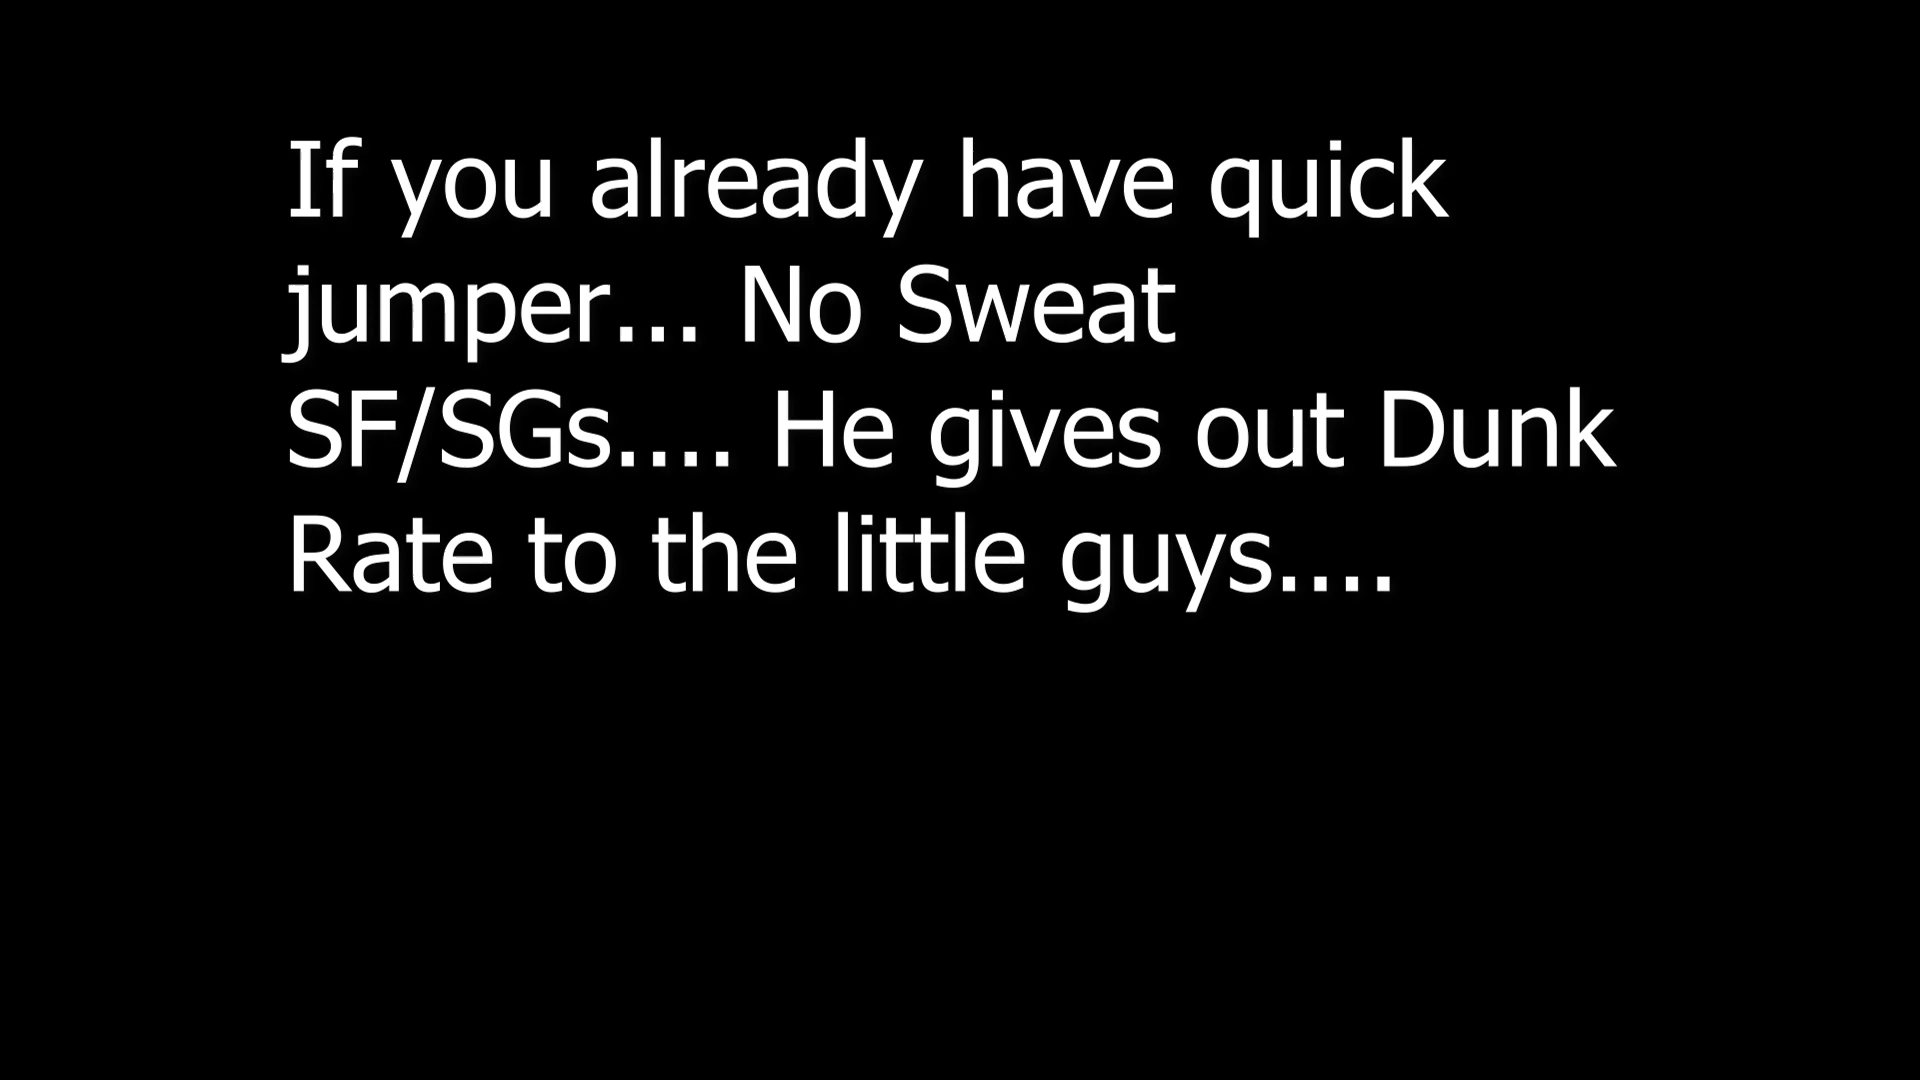 If you already have quick
jumper... No Sweat
SF/SGs.... He gives out Dunk
Rate to the little guys....